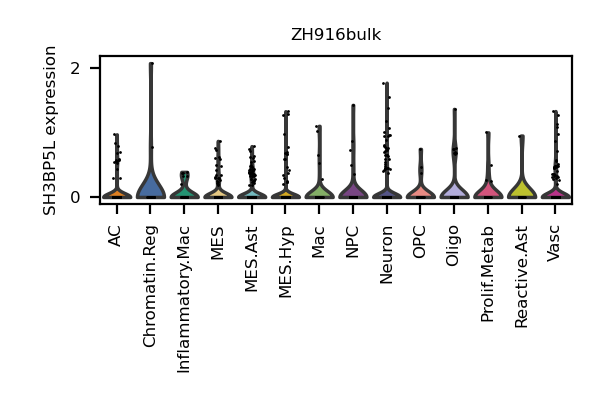 ZH916bulk
SH3BP5L expression
2
0
AC
Chromatin.Reg
Inflammatory.Mac
MES
MES.Ast
MES.Hyp
Mac
NPC
Neuron
OPC
Oligo
Prolif.Metab
Reactive.Ast
Vasc